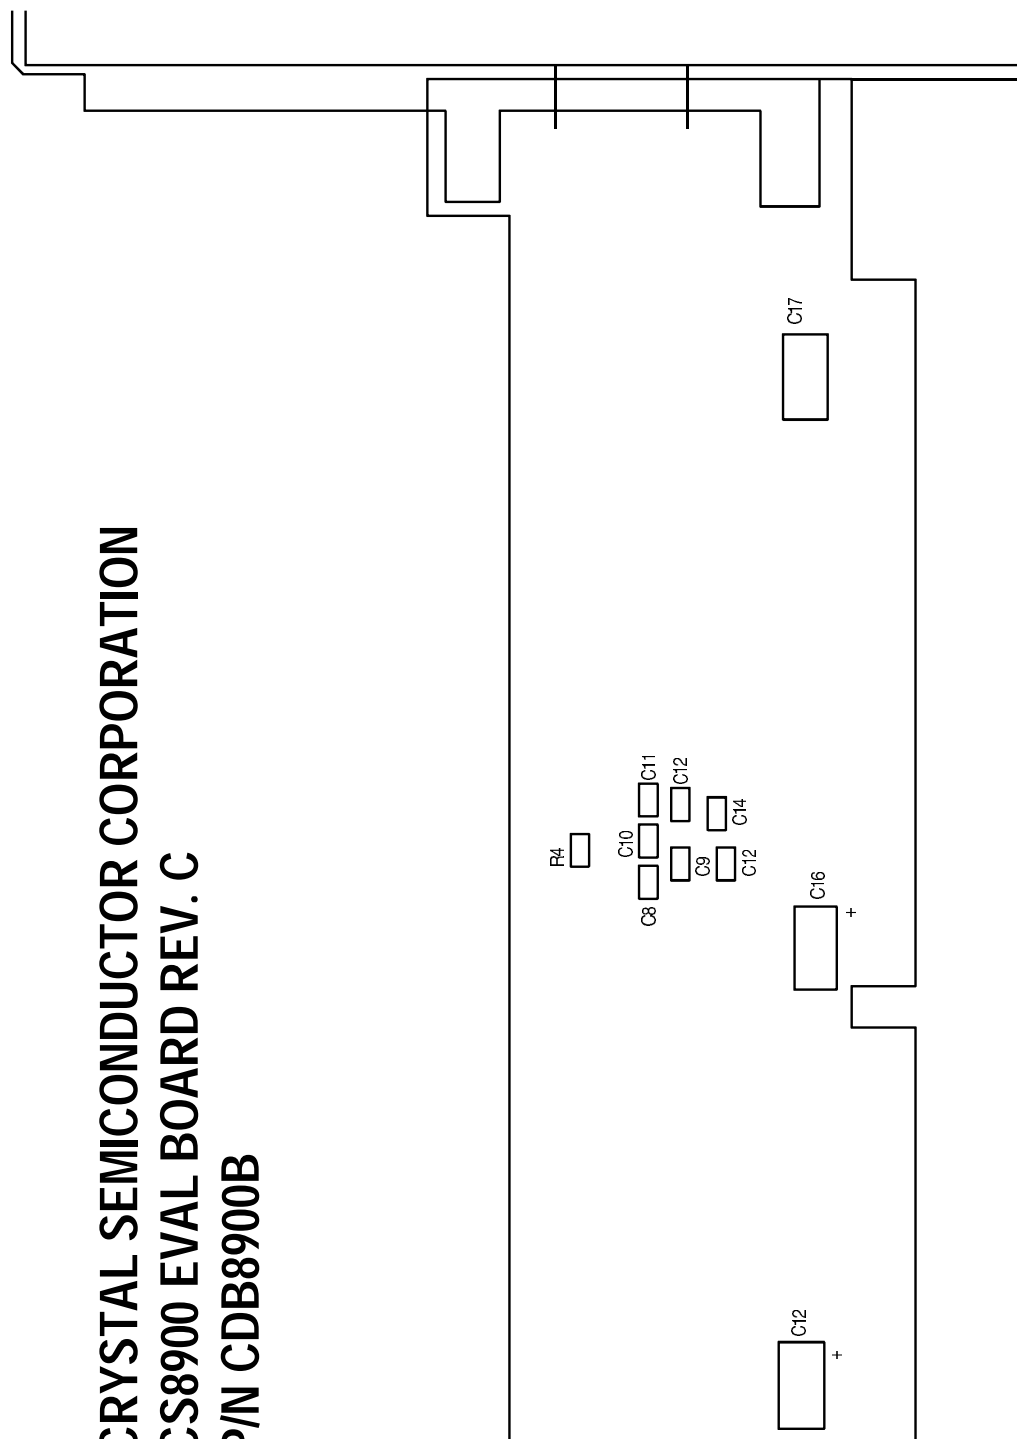 CRYSTAL SEMICONDUCTOR CORPORATION
CS8900 EVAL BOARD REV. C
P/N CDB8900B
C17
C11
C12
C14
R4
C10
C9
C12
C8
C16
+
C12
+